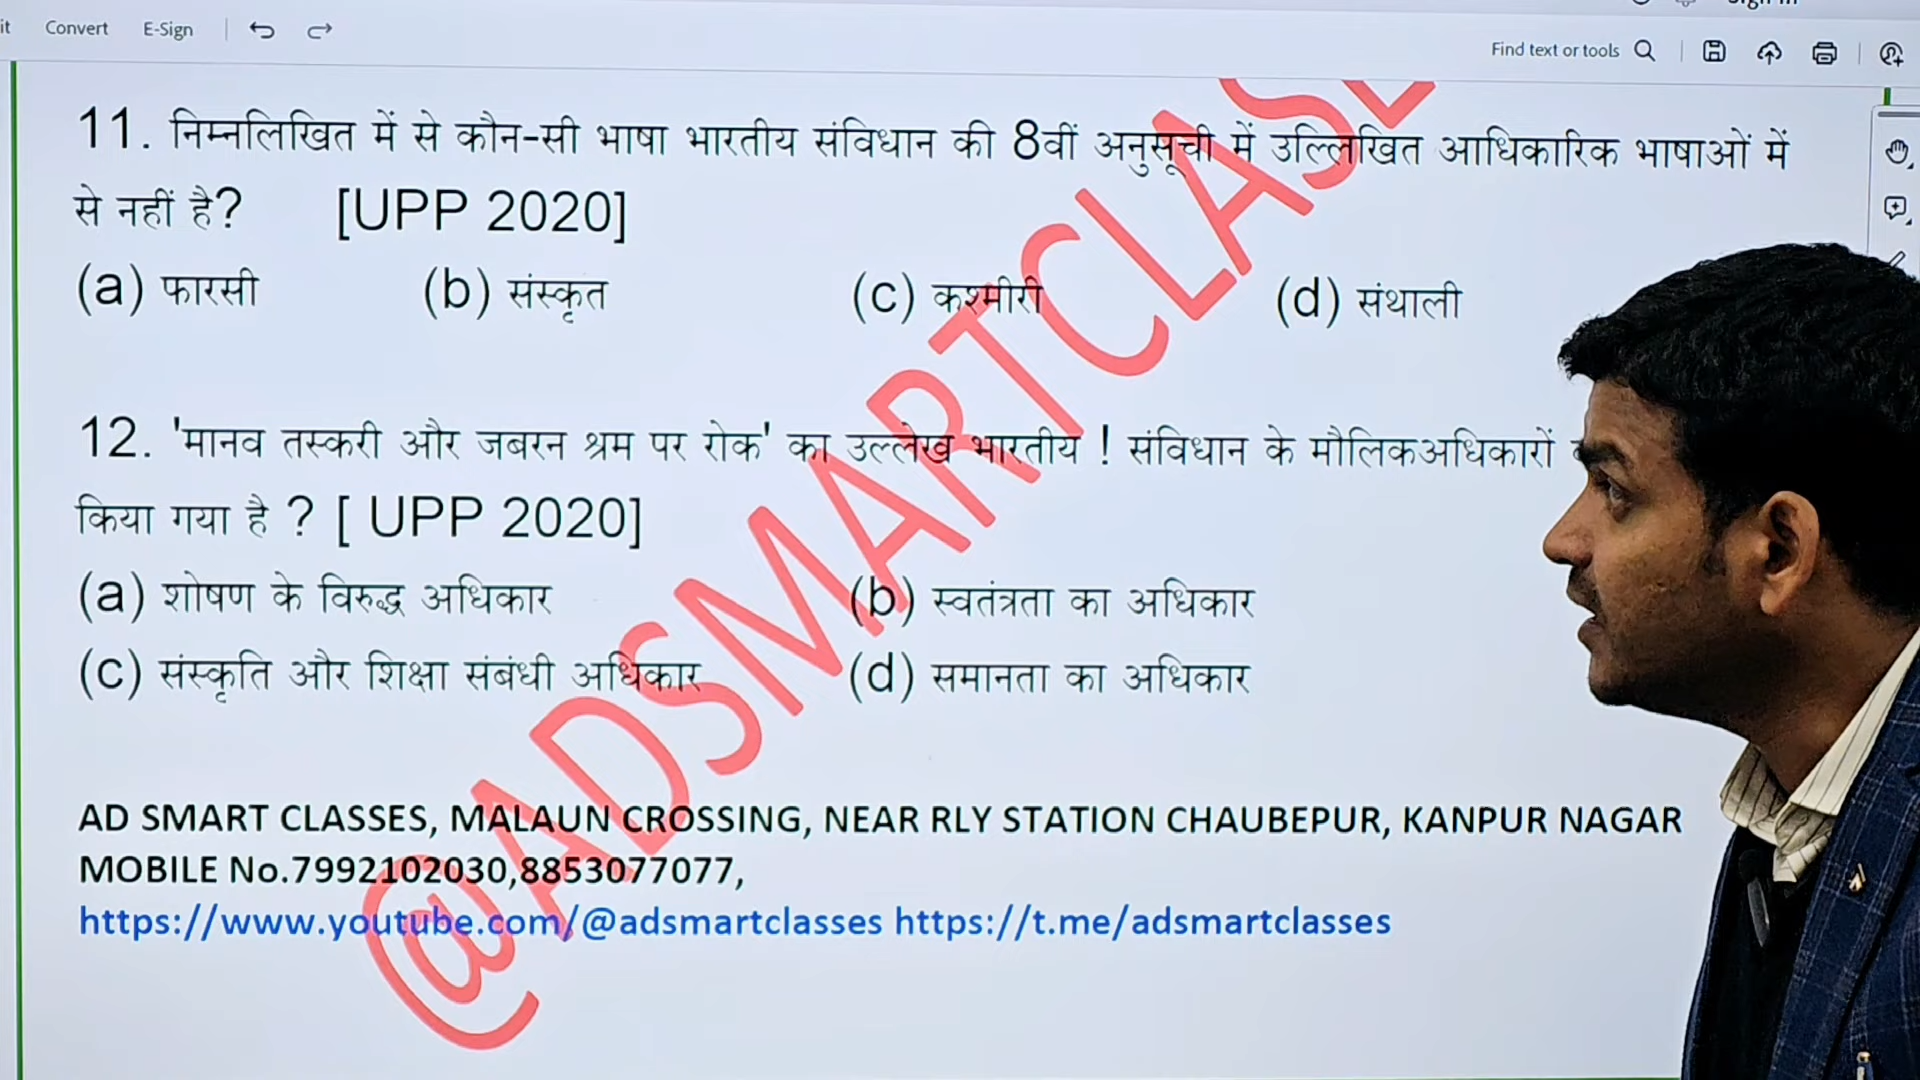 it Convert E-Sign
Find text or tools
11. निम्नलिखित में से कौन-सी भाषा भारतीय संविधान की 8वीं अनुसूची में उल्लिखित आधिकारिक भाषाओं में
से नहीं है? [UPP 2020]
(a) फारसी (b) संस्कृत (c) कश्मीरी (d) संथाली
12. 'मानव तस्करी और जबरन श्रम पर रोक' का उल्लेख भारतीय ! संविधान के मौलिकअधिकारों
किया गया है ? [ UPP 2020]
(a) शोषण के विरुद्ध अधिकार (b) स्वतंत्रता का अधिकार
(c) संस्कृति और शिक्षा संबंधी अधिकार (d) समानता का अधिकार
AD SMART CLASSES, MALAUN CROSSING, NEAR RLY STATION CHAUBEPUR, KANPUR NAGAR
MOBILE No.7992102030,8853077077,
https://www.youtube.com/@adsmartclasses https://t.me/adsmartclasses
@ADSMARTCLASE